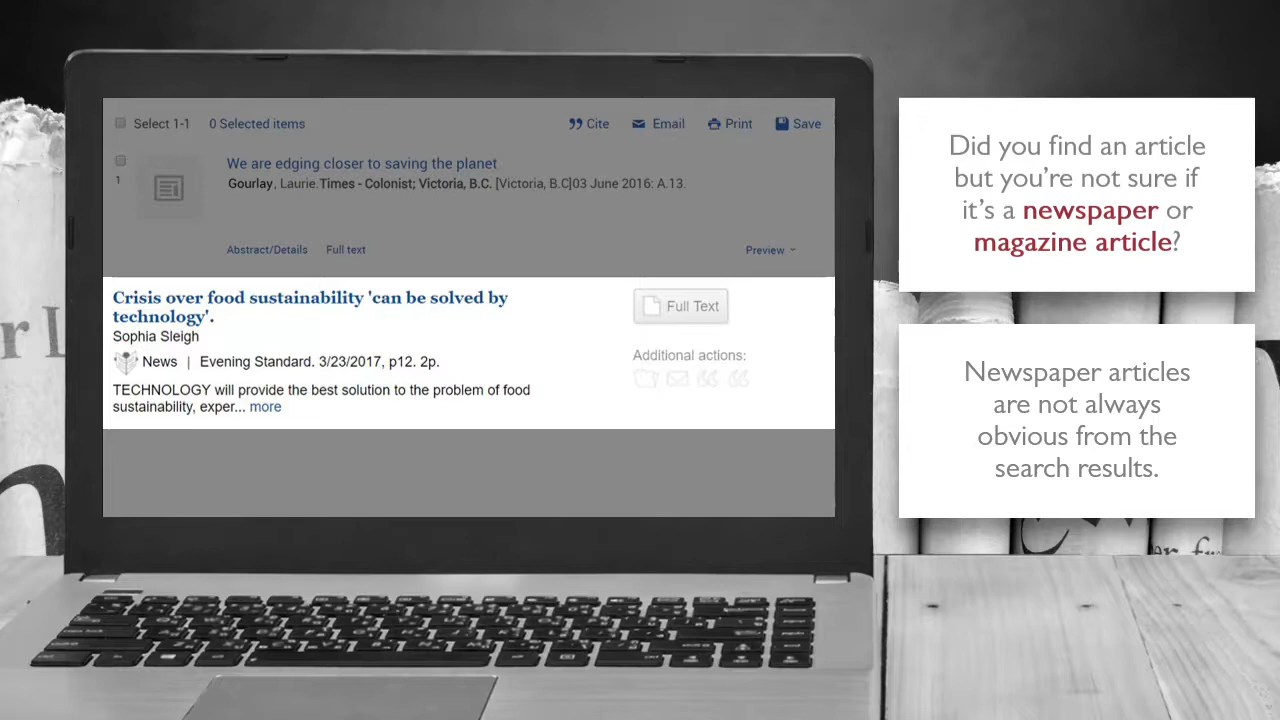 Select 1-1 0 Selected items Cite Email Print Save
We are edging closer to saving the planet
1 Gourlay, Laurie.Times - Colonist; Victoria, B.C. [Victoria, B.C]03 June 2016: A.13.
Abstract/Details Full text Preview
Crisis over food sustainability 'can be solved by
technology'.
Sophia Sleigh
News | Evening Standard. 3/23/2017, p12. 2p.
TECHNOLOGY will provide the best solution to the problem of food
sustainability, exper... more
Full Text
Additional actions:
Did you find an article
but you're not sure if
it's a newspaper or
magazine article?
Newspaper articles
are not always
obvious from the
search results.